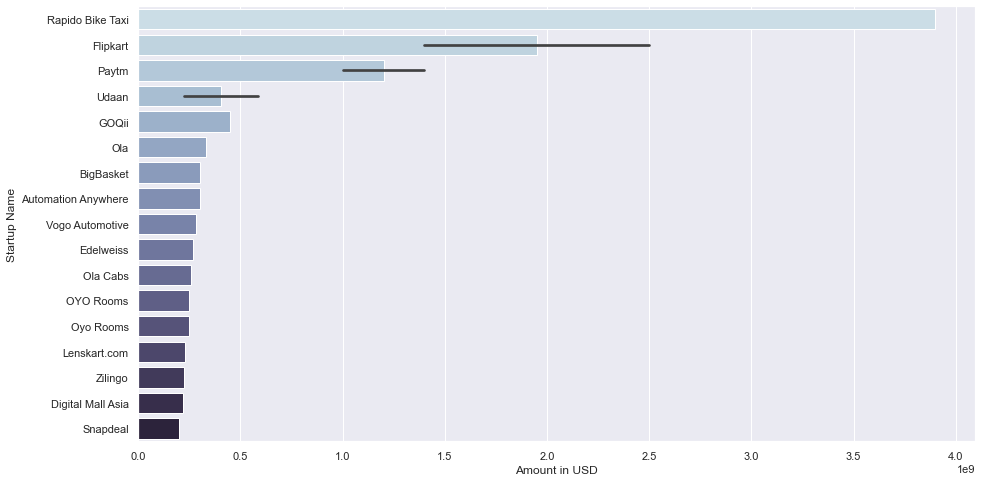 Startup Name
Rapido Bike Taxi
Flipkart
Paytm
Udaan
GOQii
Ola
BigBasket
Automation Anywhere
Vogo Automotive
Edelweiss
Ola Cabs
OYO Rooms
Oyo Rooms
Lenskart.com
Zilingo
Digital Mall Asia
Snapdeal
0.0 0.5 1.0 1.5 2.0 2.5 3.0 3.5 4.0
1e9
Amount in USD